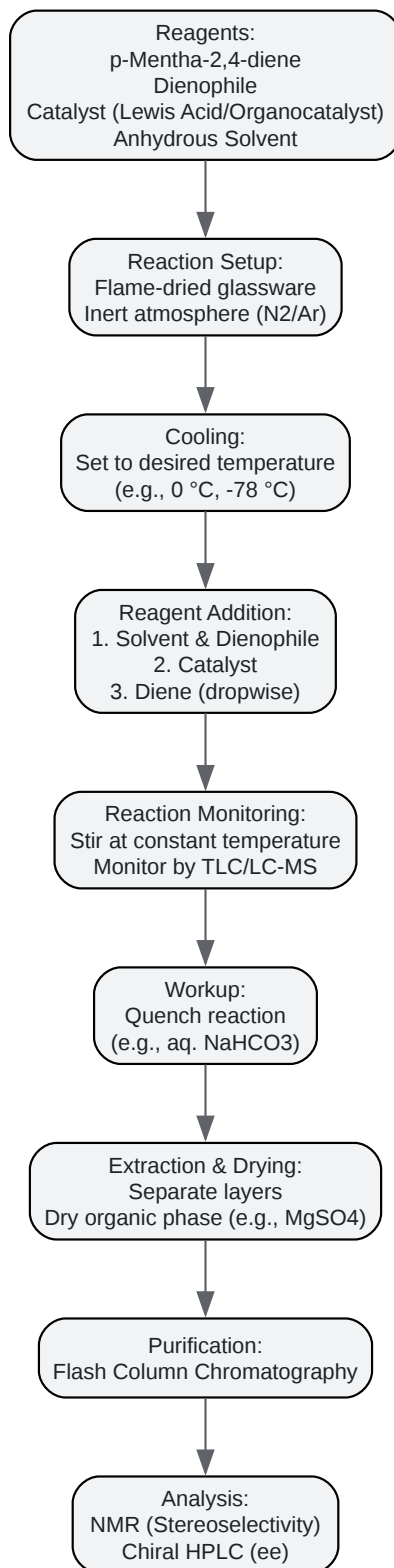 Reagents:
p-Mentha-2,4-diene
Dienophile
Catalyst (Lewis Acid/Organocatalyst)
Anhydrous Solvent
Reaction Setup:
Flame-dried glassware
Inert atmosphere (N2/Ar)
Cooling:
Set to desired temperature
(e.g., 0 °C, -78 °C)
Reagent Addition:
1. Solvent & Dienophile
2. Catalyst
3. Diene (dropwise)
Reaction Monitoring:
Stir at constant temperature
Monitor by TLC/LC-MS
Workup:
Quench reaction
(e.g., aq. NaHCO3)
Extraction & Drying:
Separate layers
Dry organic phase (e.g., MgSO4)
Purification:
Flash Column Chromatography
Analysis:
NMR (Stereoselectivity)
Chiral HPLC (ee)